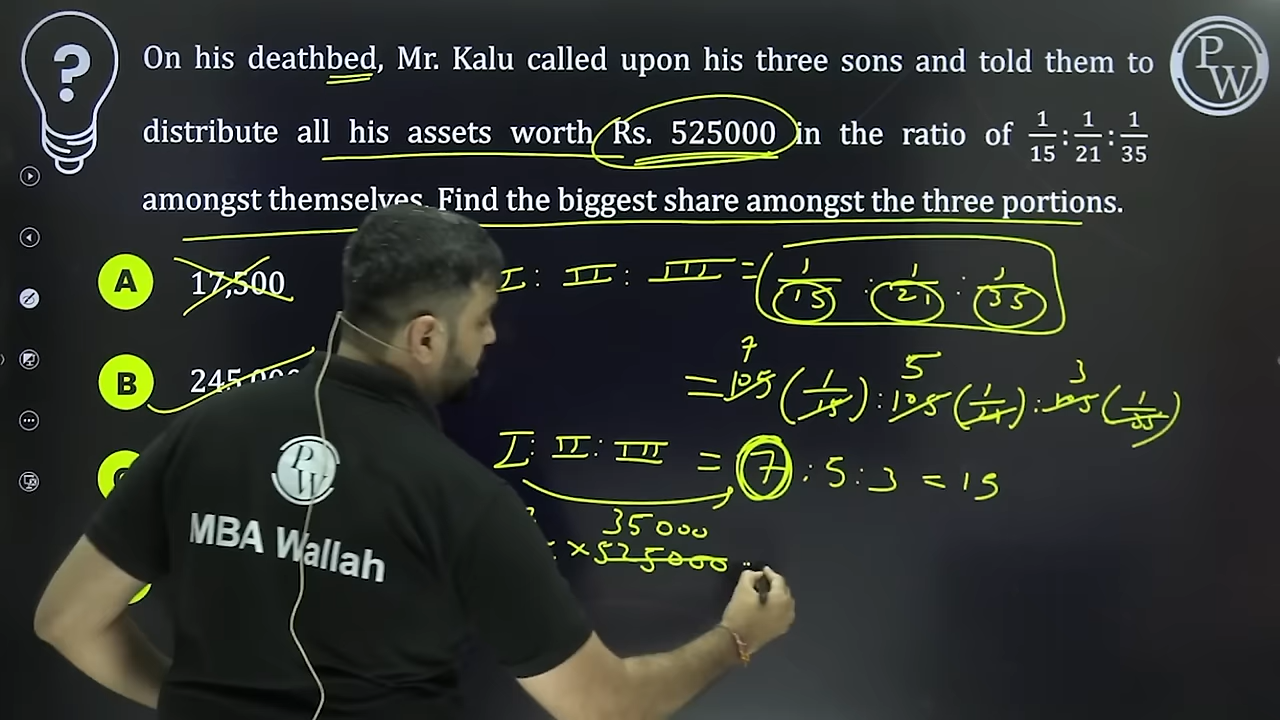 On his deathbed, Mr. Kalu called upon his three sons and told them to
distribute all his assets worth Rs. 525000 in the ratio of 1/15 : 1/21 : 1/35
amongst themselves. Find the biggest share amongst the three portions.
PW
A 17,500
I : II : III = 1/15 : 1/21 : 1/35
7 5 3
= 105 (1/15) : 105 (1/21) : 105 (1/35)
B 245,000
I : II : III = 7 : 5 : 3 = 15
35000
× 525000
PW
MBA Wallah